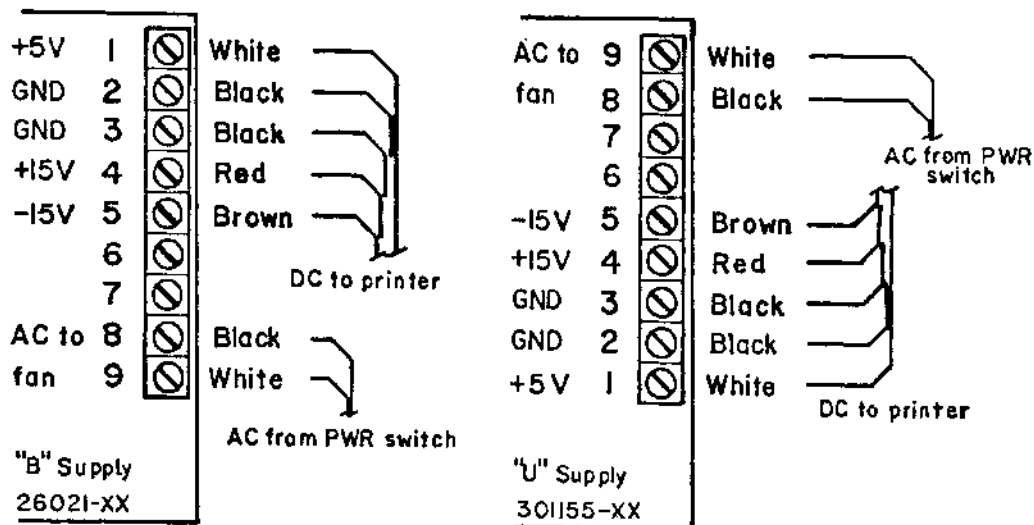 +5V 1 White
GND 2 Black
GND 3 Black
+15V 4 Red
-15V 5 Brown
6
7
DC to printer
AC to 8 Black
fan 9 White
AC from PWR switch
"B" Supply
26021-XX
AC to 9 White
fan 8 Black
7
6
AC from PWR
switch
-15V 5 Brown
+15V 4 Red
GND 3 Black
GND 2 Black
+5V 1 White
DC to printer
"U" Supply
301155-XX